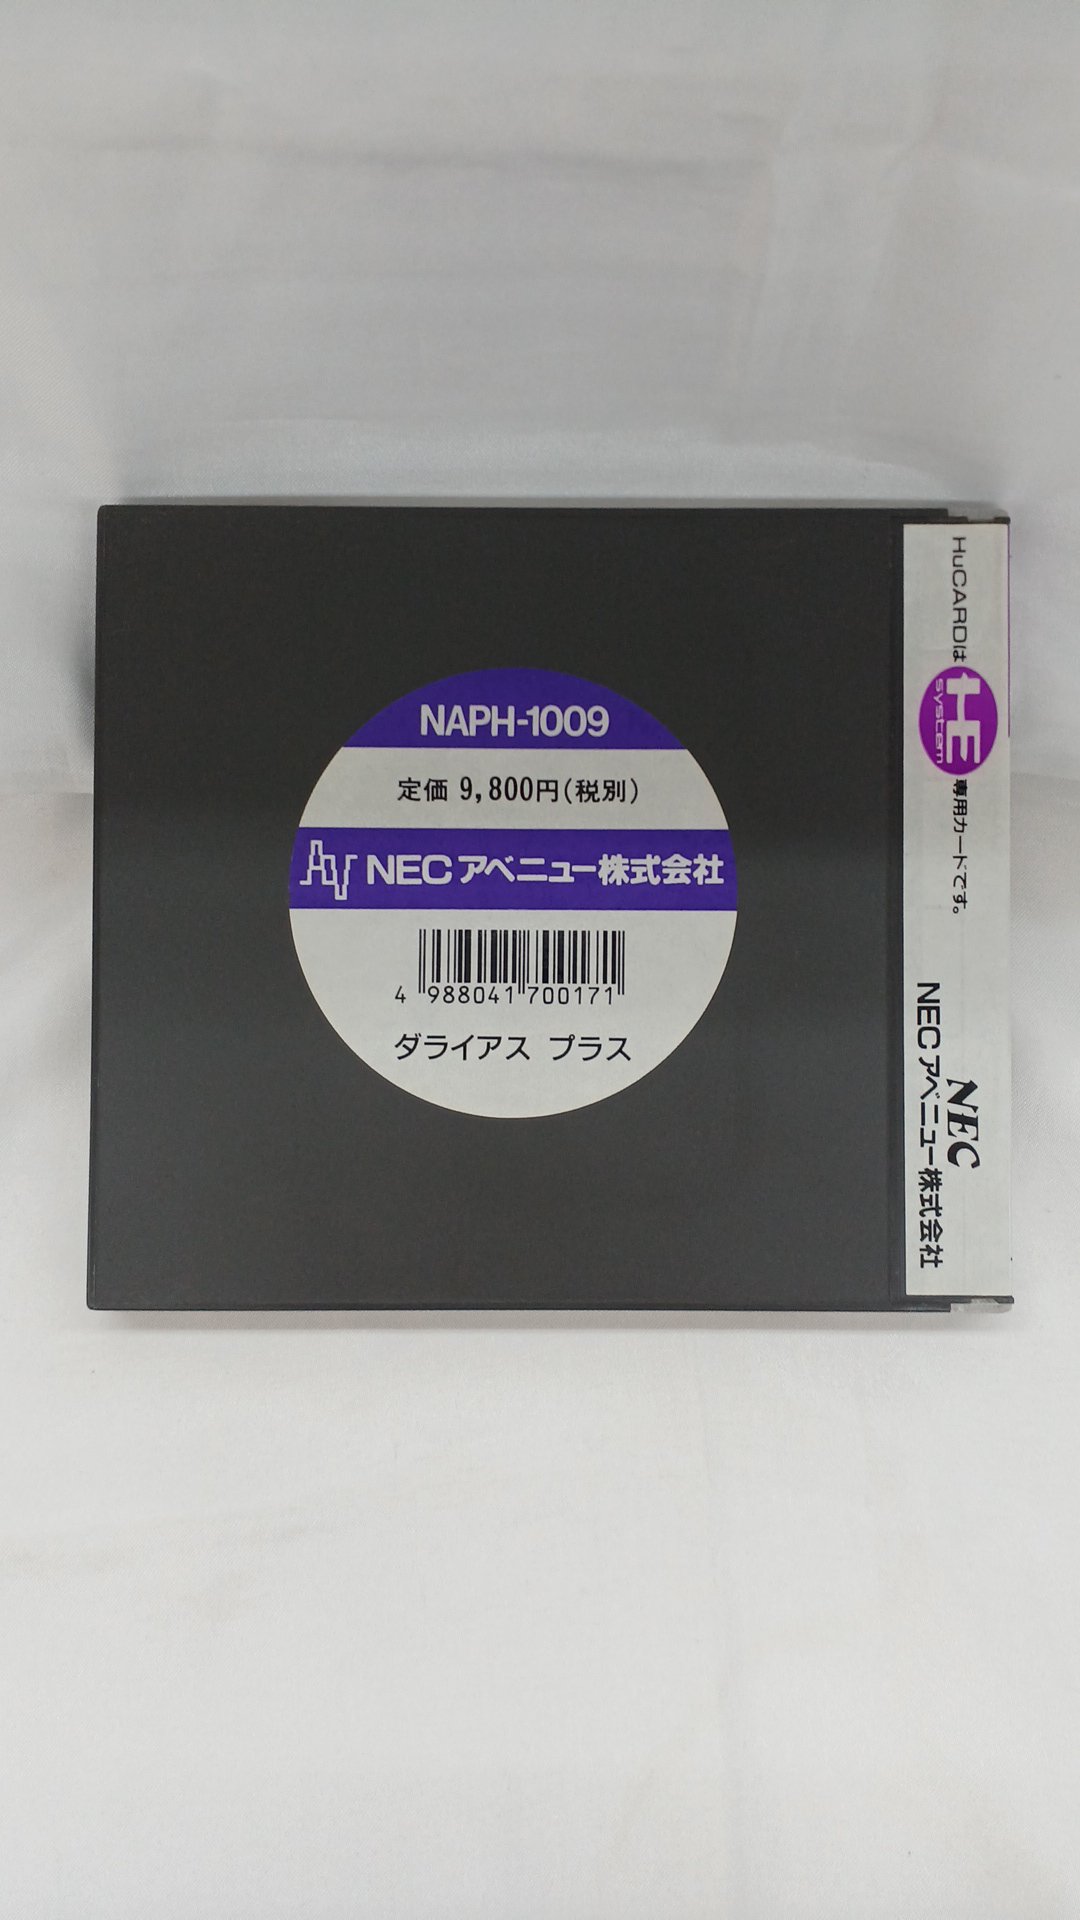 NAPH-1009
定価 9,800円(税別)
NECアベニュー株式会社
4 988041 700171
ダライアス プラス
HuCARDは HE system 専用カードです。
NEC
NECアベニュー株式会社